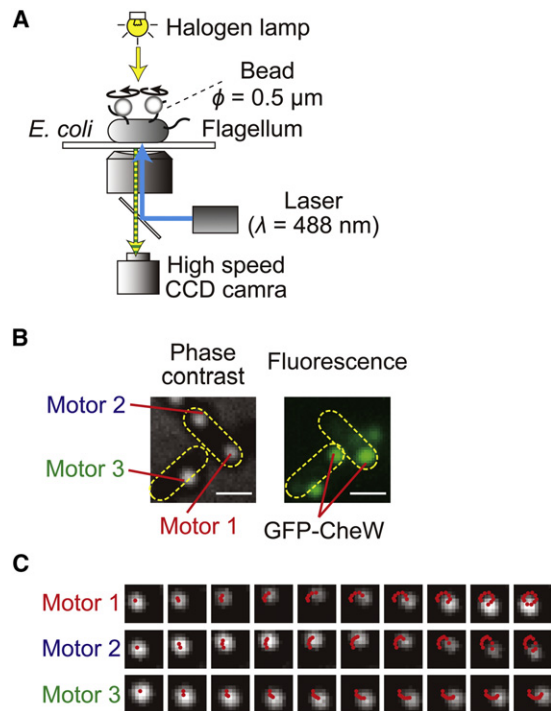 A
Halogen lamp
Bead
ϕ = 0.5 μm
E. coli
Flagellum
Laser
(λ = 488 nm)
High speed
CCD camra
B
Phase
contrast
Fluorescence
Motor 2
Motor 3
Motor 1
GFP-CheW
C
Motor 1
Motor 2
Motor 3